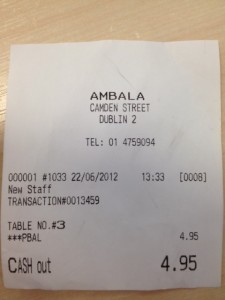 AMBALA
CAMDEN STREET
DUBLIN 2
TEL: 01 4759094
000001 #1033 22/06/2012 13:33 [0008]
New Staff
TRANSACTION#0013459
TABLE NO.#3
***PBAL 4.95
CASH out 4.95